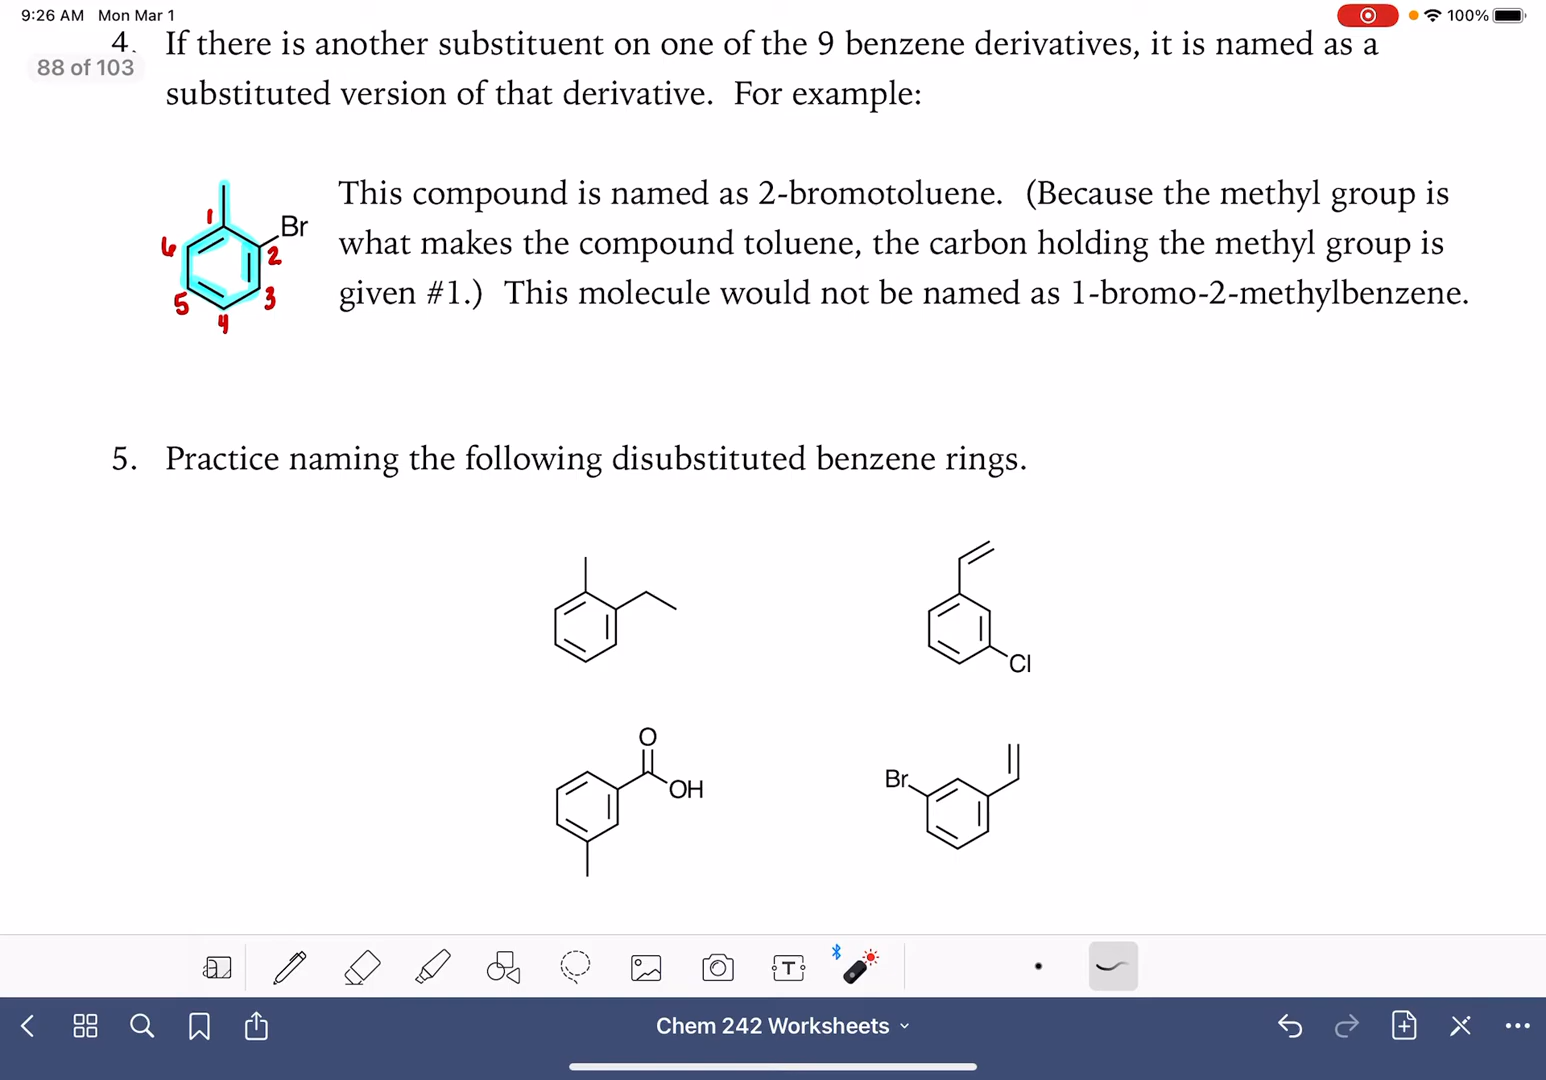 9:26 AM Mon Mar 1
100%
4. If there is another substituent on one of the 9 benzene derivatives, it is named as a
88 of 103
substituted version of that derivative. For example:
This compound is named as 2-bromotoluene. (Because the methyl group is
1
Br
6
2
what makes the compound toluene, the carbon holding the methyl group is
5
3
given #1.) This molecule would not be named as 1-bromo-2-methylbenzene.
4
5. Practice naming the following disubstituted benzene rings.
Cl
O
OH
Br
a
T
Chem 242 Worksheets